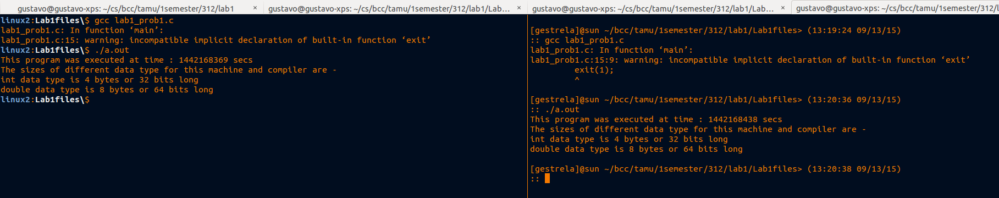 gustavo@gustavo-xps: ~/cs/bcc/tamu/1semester/312/lab1 ×
gustavo@gustavo-xps: ~/cs/bcc/tamu/1semester/312/lab1/Lab... ×
gustavo@gustavo-xps: ~/cs/bcc/tamu/1semester/312/lab1/Lab... ×
gustavo@gustavo-xps: ~/cs/bcc/tamu/1semester/312/l
linux2:Lab1files\$ gcc lab1_prob1.c
lab1_prob1.c: In function ‘main’:
lab1_prob1.c:15: warning: incompatible implicit declaration of built-in function ‘exit’
linux2:Lab1files\$ ./a.out
This program was executed at time : 1442168369 secs
The sizes of different data type for this machine and compiler are -
int data type is 4 bytes or 32 bits long
double data type is 8 bytes or 64 bits long
linux2:Lab1files\$
[gestrela]@sun ~/bcc/tamu/1semester/312/lab1/Lab1files> (13:19:24 09/13/15)
:: gcc lab1_prob1.c
lab1_prob1.c: In function ‘main’:
lab1_prob1.c:15:9: warning: incompatible implicit declaration of built-in function ‘exit’
exit(1);
^
[gestrela]@sun ~/bcc/tamu/1semester/312/lab1/Lab1files> (13:20:36 09/13/15)
:: ./a.out
This program was executed at time : 1442168438 secs
The sizes of different data type for this machine and compiler are -
int data type is 4 bytes or 32 bits long
double data type is 8 bytes or 64 bits long
[gestrela]@sun ~/bcc/tamu/1semester/312/lab1/Lab1files> (13:20:38 09/13/15)
::